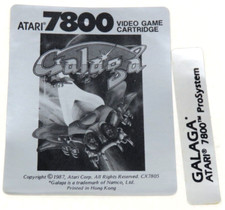 ATARI 7800 VIDEO GAME
CARTRIDGE
Galaga
Copyright © 1987, Atari Corp. All Rights Reserved. CX7805
*Galaga is a trademark of Namco, Ltd.
Printed in Hong Kong
GALAGA*
ATARI® 7800™ ProSystem